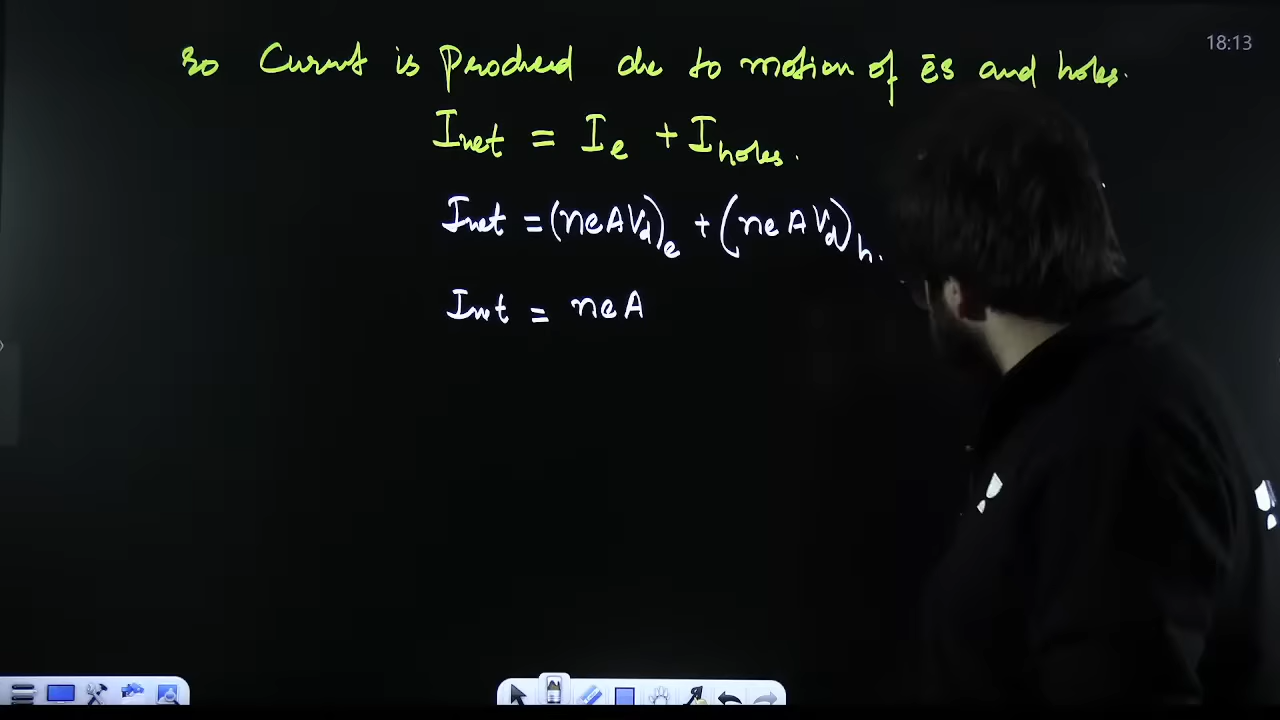 18:13
so Current is Produced due to motion of ēs and holes.
Inet = Ie + Iholes.
Inet = (neAVd)e + (neAVd)h.
Inet = neA